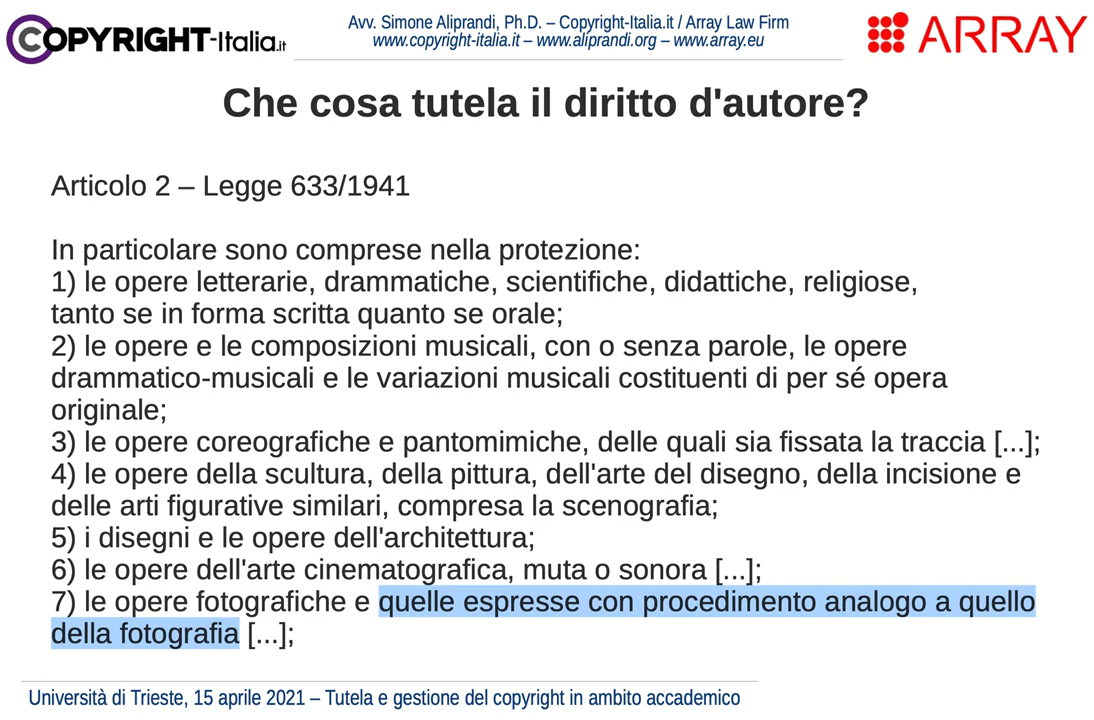 COPYRIGHT-Italia.it
Avv. Simone Aliprandi, Ph.D. – Copyright-Italia.it / Array Law Firm
www.copyright-italia.it – www.aliprandi.org – www.array.eu
ARRAY
Che cosa tutela il diritto d'autore?
Articolo 2 – Legge 633/1941
In particolare sono comprese nella protezione:
1) le opere letterarie, drammatiche, scientifiche, didattiche, religiose,
tanto se in forma scritta quanto se orale;
2) le opere e le composizioni musicali, con o senza parole, le opere
drammatico-musicali e le variazioni musicali costituenti di per sé opera
originale;
3) le opere coreografiche e pantomimiche, delle quali sia fissata la traccia [...];
4) le opere della scultura, della pittura, dell'arte del disegno, della incisione e
delle arti figurative similari, compresa la scenografia;
5) i disegni e le opere dell'architettura;
6) le opere dell'arte cinematografica, muta o sonora [...];
7) le opere fotografiche e quelle espresse con procedimento analogo a quello
della fotografia [...];
Università di Trieste, 15 aprile 2021 – Tutela e gestione del copyright in ambito accademico